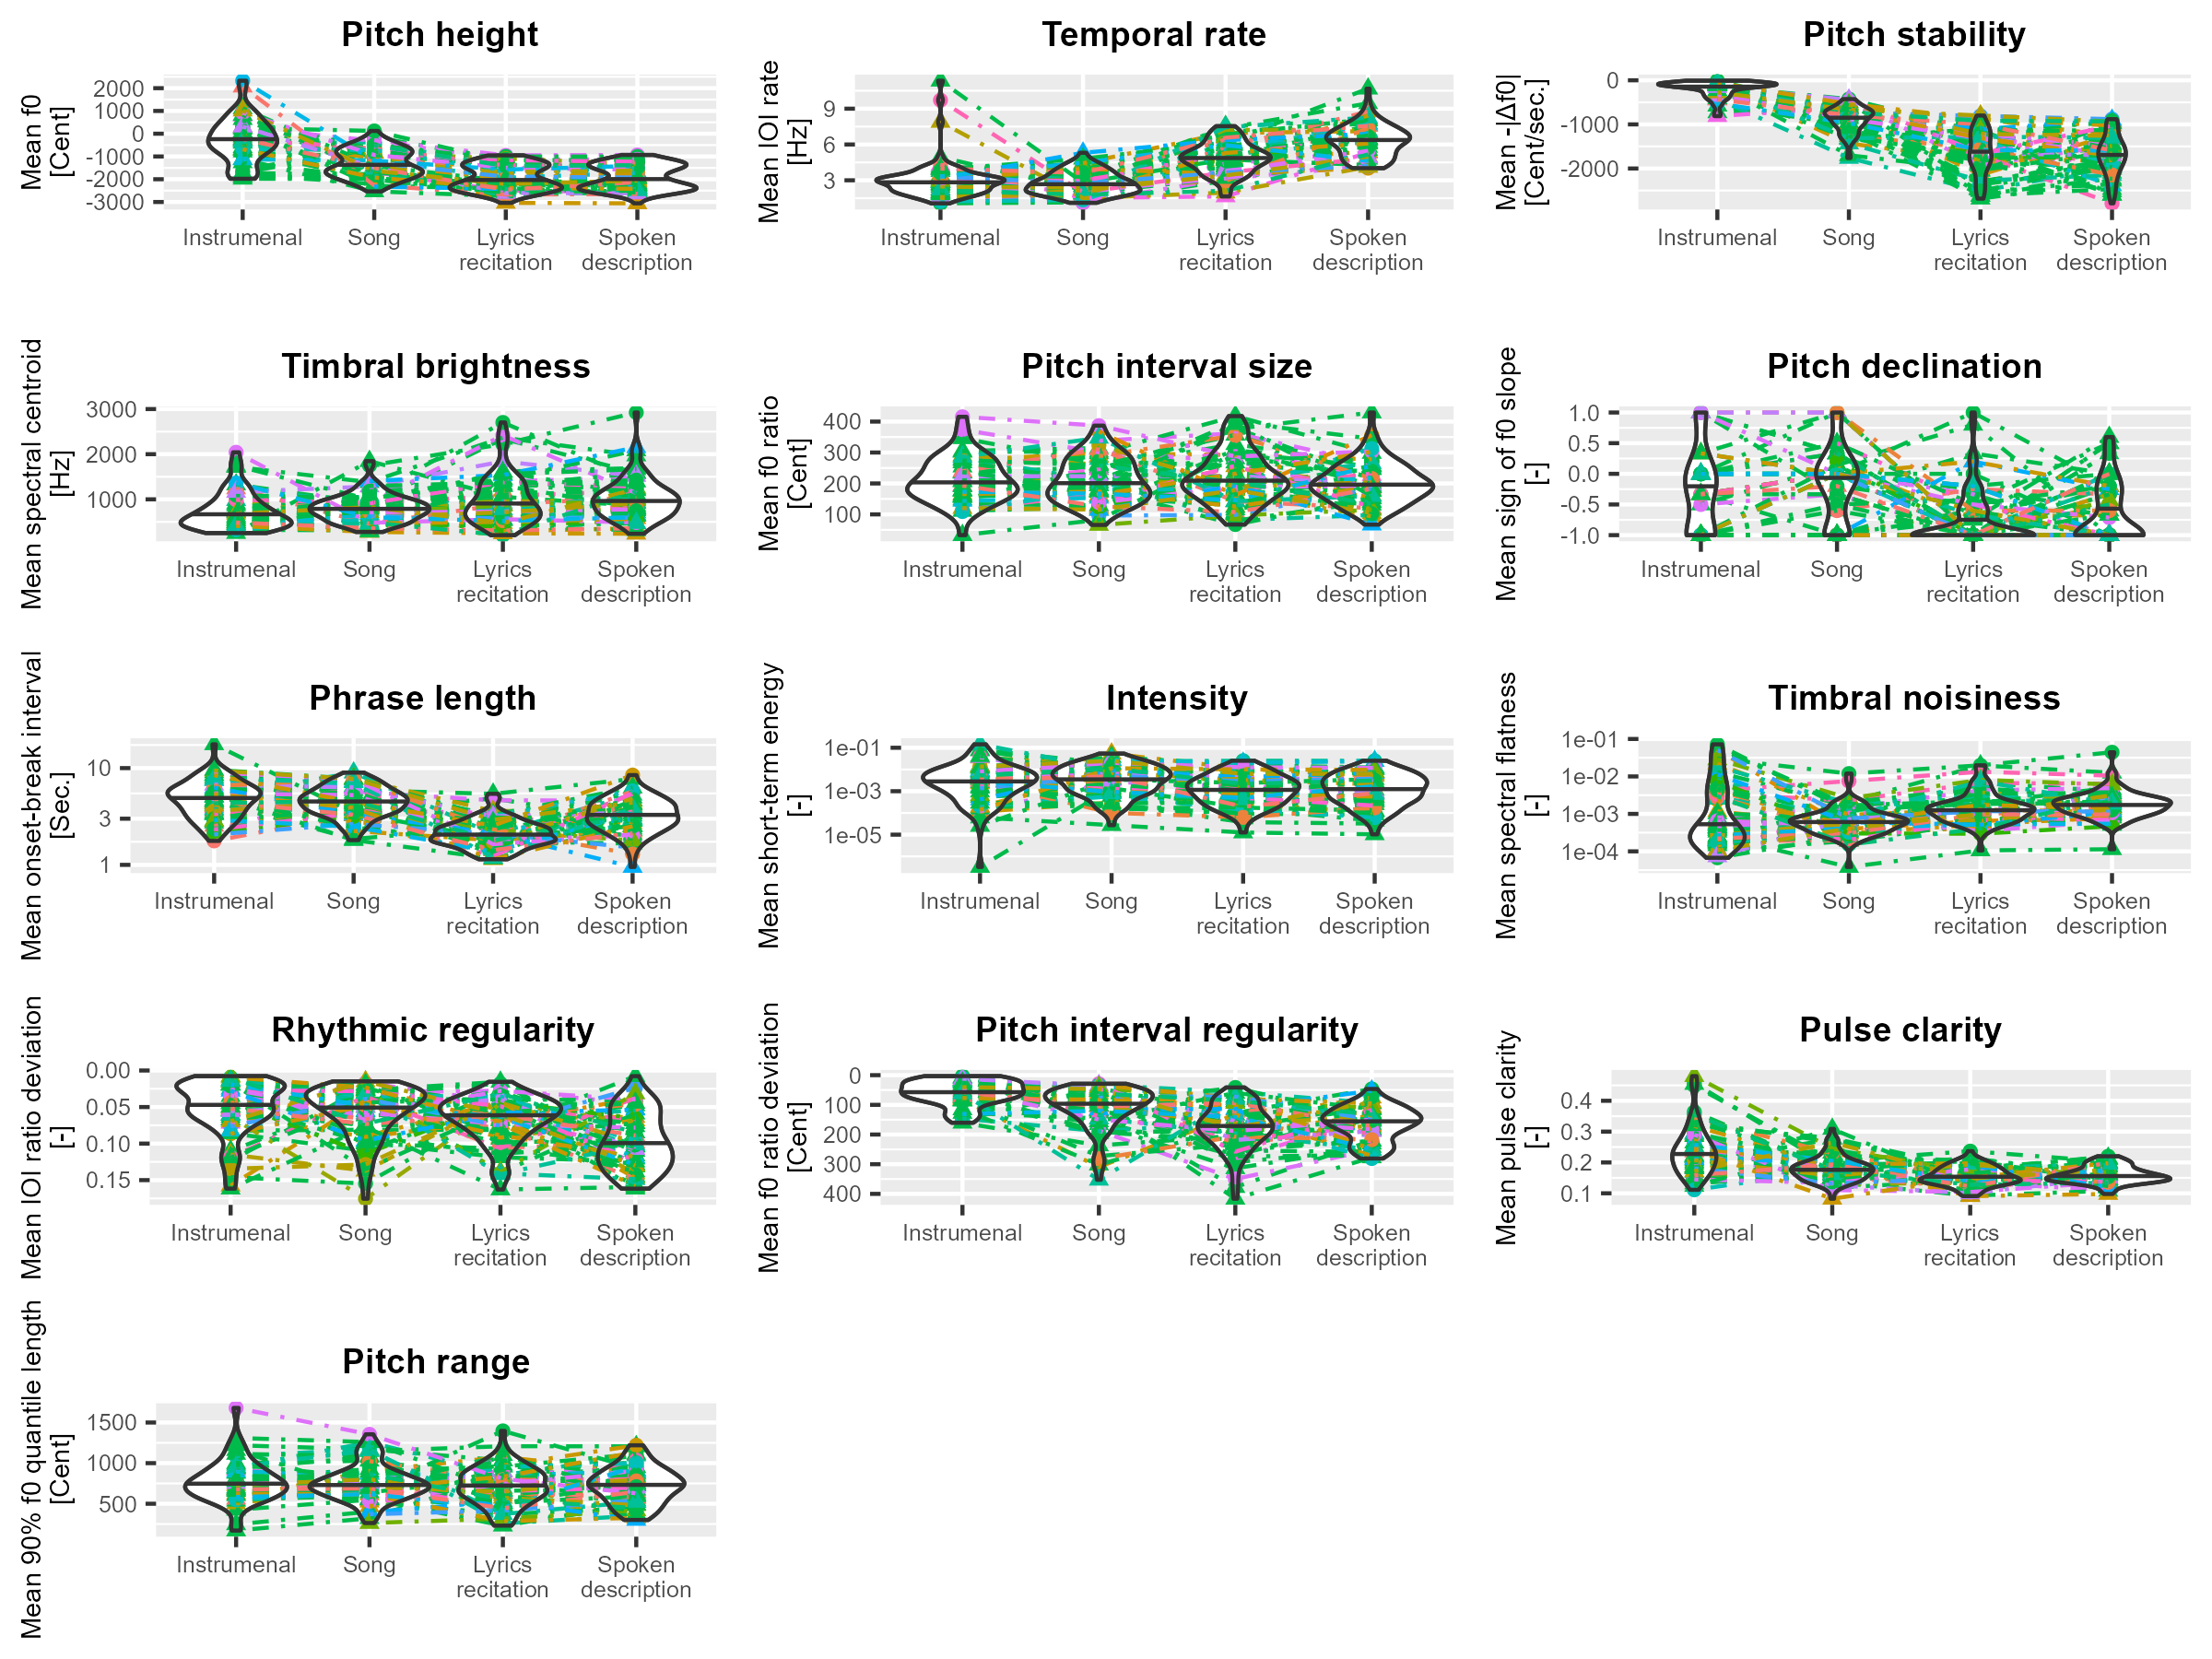 Pitch height
Mean f0
[Cent]
2000
1000
0
-1000
-2000
-3000
Instrumenal
Song
Lyrics
recitation
Spoken
description
Temporal rate
Mean IOI rate
[Hz]
9
6
3
Instrumenal
Song
Lyrics
recitation
Spoken
description
Pitch stability
Mean -|Δf0|
[Cent/sec.]
0
-1000
-2000
Instrumenal
Song
Lyrics
recitation
Spoken
description
Timbral brightness
Mean spectral centroid
[Hz]
3000
2000
1000
Instrumenal
Song
Lyrics
recitation
Spoken
description
Pitch interval size
Mean f0 ratio
[Cent]
400
300
200
100
Instrumenal
Song
Lyrics
recitation
Spoken
description
Pitch declination
Mean sign of f0 slope
[-]
1.0
0.5
0.0
-0.5
-1.0
Instrumenal
Song
Lyrics
recitation
Spoken
description
Phrase length
Mean onset-break interval
[Sec.]
10
3
1
Instrumenal
Song
Lyrics
recitation
Spoken
description
Intensity
Mean short-term energy
[-]
1e-01
1e-03
1e-05
Instrumenal
Song
Lyrics
recitation
Spoken
description
Timbral noisiness
Mean spectral flatness
[-]
1e-01
1e-02
1e-03
1e-04
Instrumenal
Song
Lyrics
recitation
Spoken
description
Rhythmic regularity
Mean IOI ratio deviation
[-]
0.00
0.05
0.10
0.15
Instrumenal
Song
Lyrics
recitation
Spoken
description
Pitch interval regularity
Mean f0 ratio deviation
[Cent]
0
100
200
300
400
Instrumenal
Song
Lyrics
recitation
Spoken
description
Pulse clarity
Mean pulse clarity
[-]
0.4
0.3
0.2
0.1
Instrumenal
Song
Lyrics
recitation
Spoken
description
Pitch range
Mean 90% f0 quantile length
[Cent]
1500
1000
500
Instrumenal
Song
Lyrics
recitation
Spoken
description